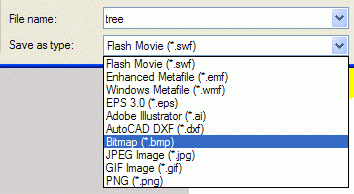 File name: tree
Save as type: Flash Movie (*.swf)
Flash Movie (*.swf)
Enhanced Metafile (*.emf)
Windows Metafile (*.wmf)
EPS 3.0 (*.eps)
Adobe Illustrator (*.ai)
AutoCAD DXF (*.dxf)
Bitmap (*.bmp)
JPEG Image (*.jpg)
GIF Image (*.gif)
PNG (*.png)